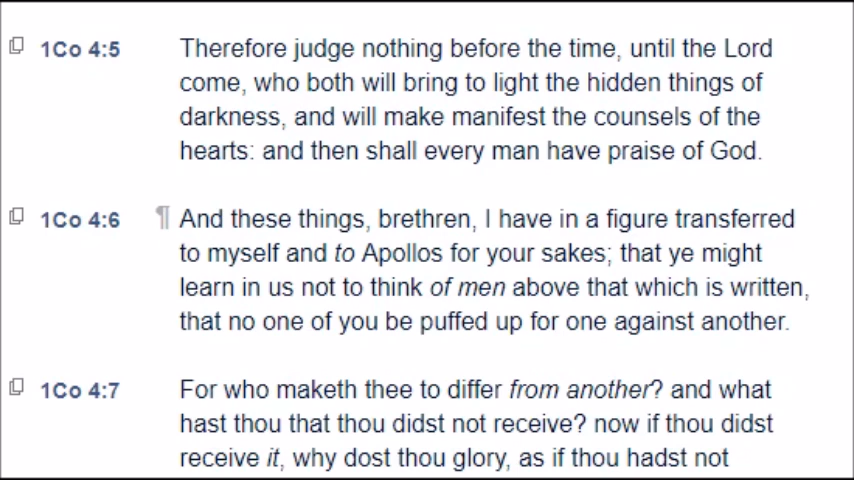 1Co 4:5 Therefore judge nothing before the time, until the Lord
come, who both will bring to light the hidden things of
darkness, and will make manifest the counsels of the
hearts: and then shall every man have praise of God.
1Co 4:6 ¶ And these things, brethren, I have in a figure transferred
to myself and to Apollos for your sakes; that ye might
learn in us not to think of men above that which is written,
that no one of you be puffed up for one against another.
1Co 4:7 For who maketh thee to differ from another? and what
hast thou that thou didst not receive? now if thou didst
receive it, why dost thou glory, as if thou hadst not